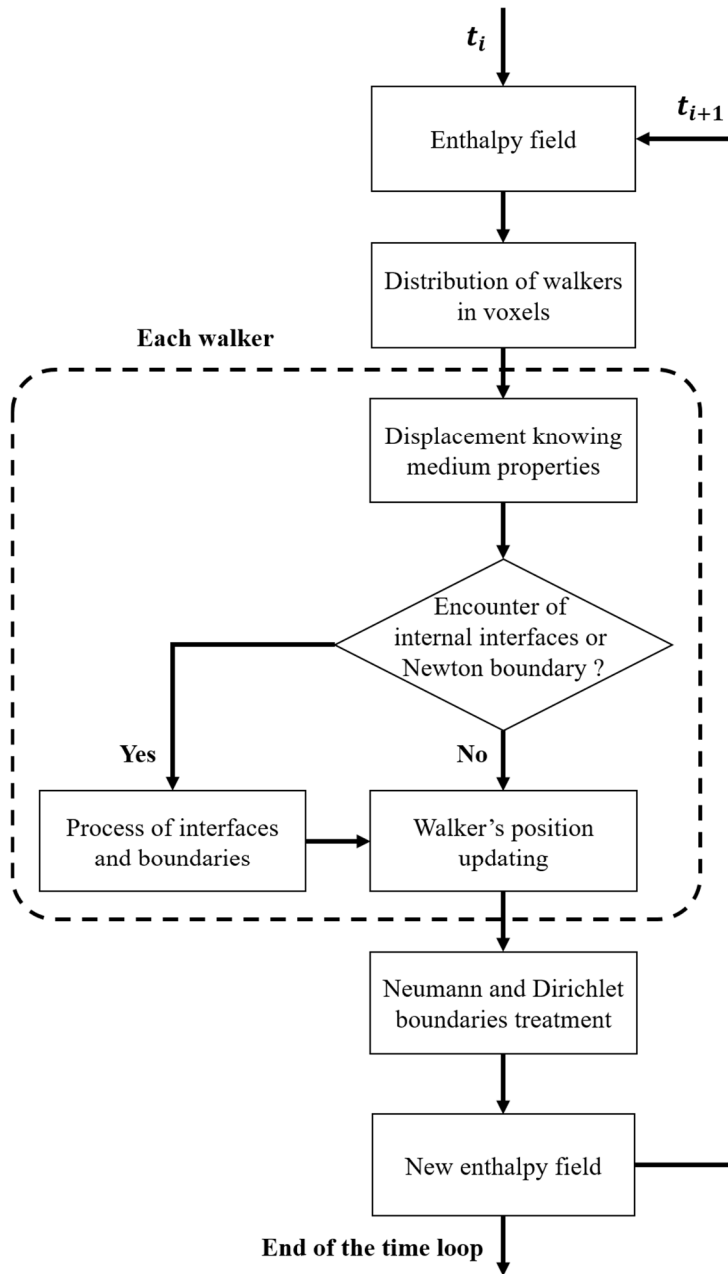 t_i
t_{i+1}
Enthalpy field
Distribution of walkers
in voxels
Each walker
Displacement knowing
medium properties
Encounter of
internal interfaces or
Newton boundary ?
Yes
No
Process of interfaces
and boundaries
Walker’s position
updating
Neumann and Dirichlet
boundaries treatment
New enthalpy field
End of the time loop